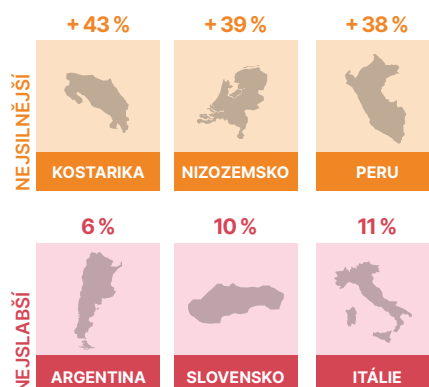 + 43 % + 39 % + 38 %
NEJSILNĚJŠÍ
KOSTARIKA NIZOZEMSKO PERU
6 % 10 % 11 %
NEJSLABŠÍ
ARGENTINA SLOVENSKO ITÁLIE